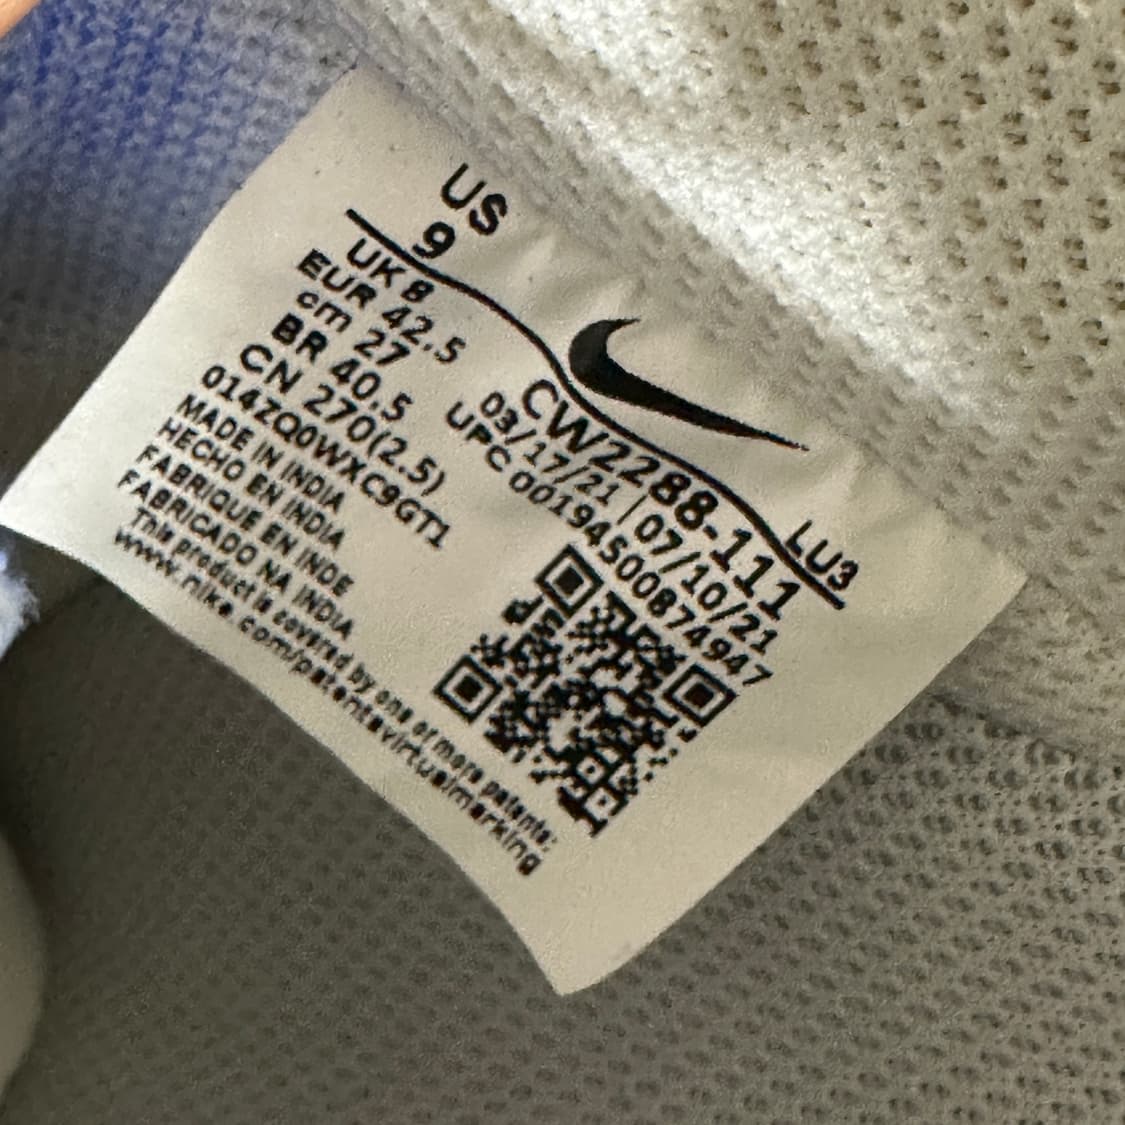 US
9
UK 8
EUR 42.5
cm 27
BR 40.5
CN 270(2.5)
014ZQ0WXC9GT1
MADE IN INDIA
HECHO EN INDIA
FABRIQUE EN INDE
FABRICADO NA INDIA
This product is covered by one or more patents:
www.nike.com/patentsvirtualmarking
LU3
CW2288-111
03/17/21 | 07/10/21
UPC 00194500874947